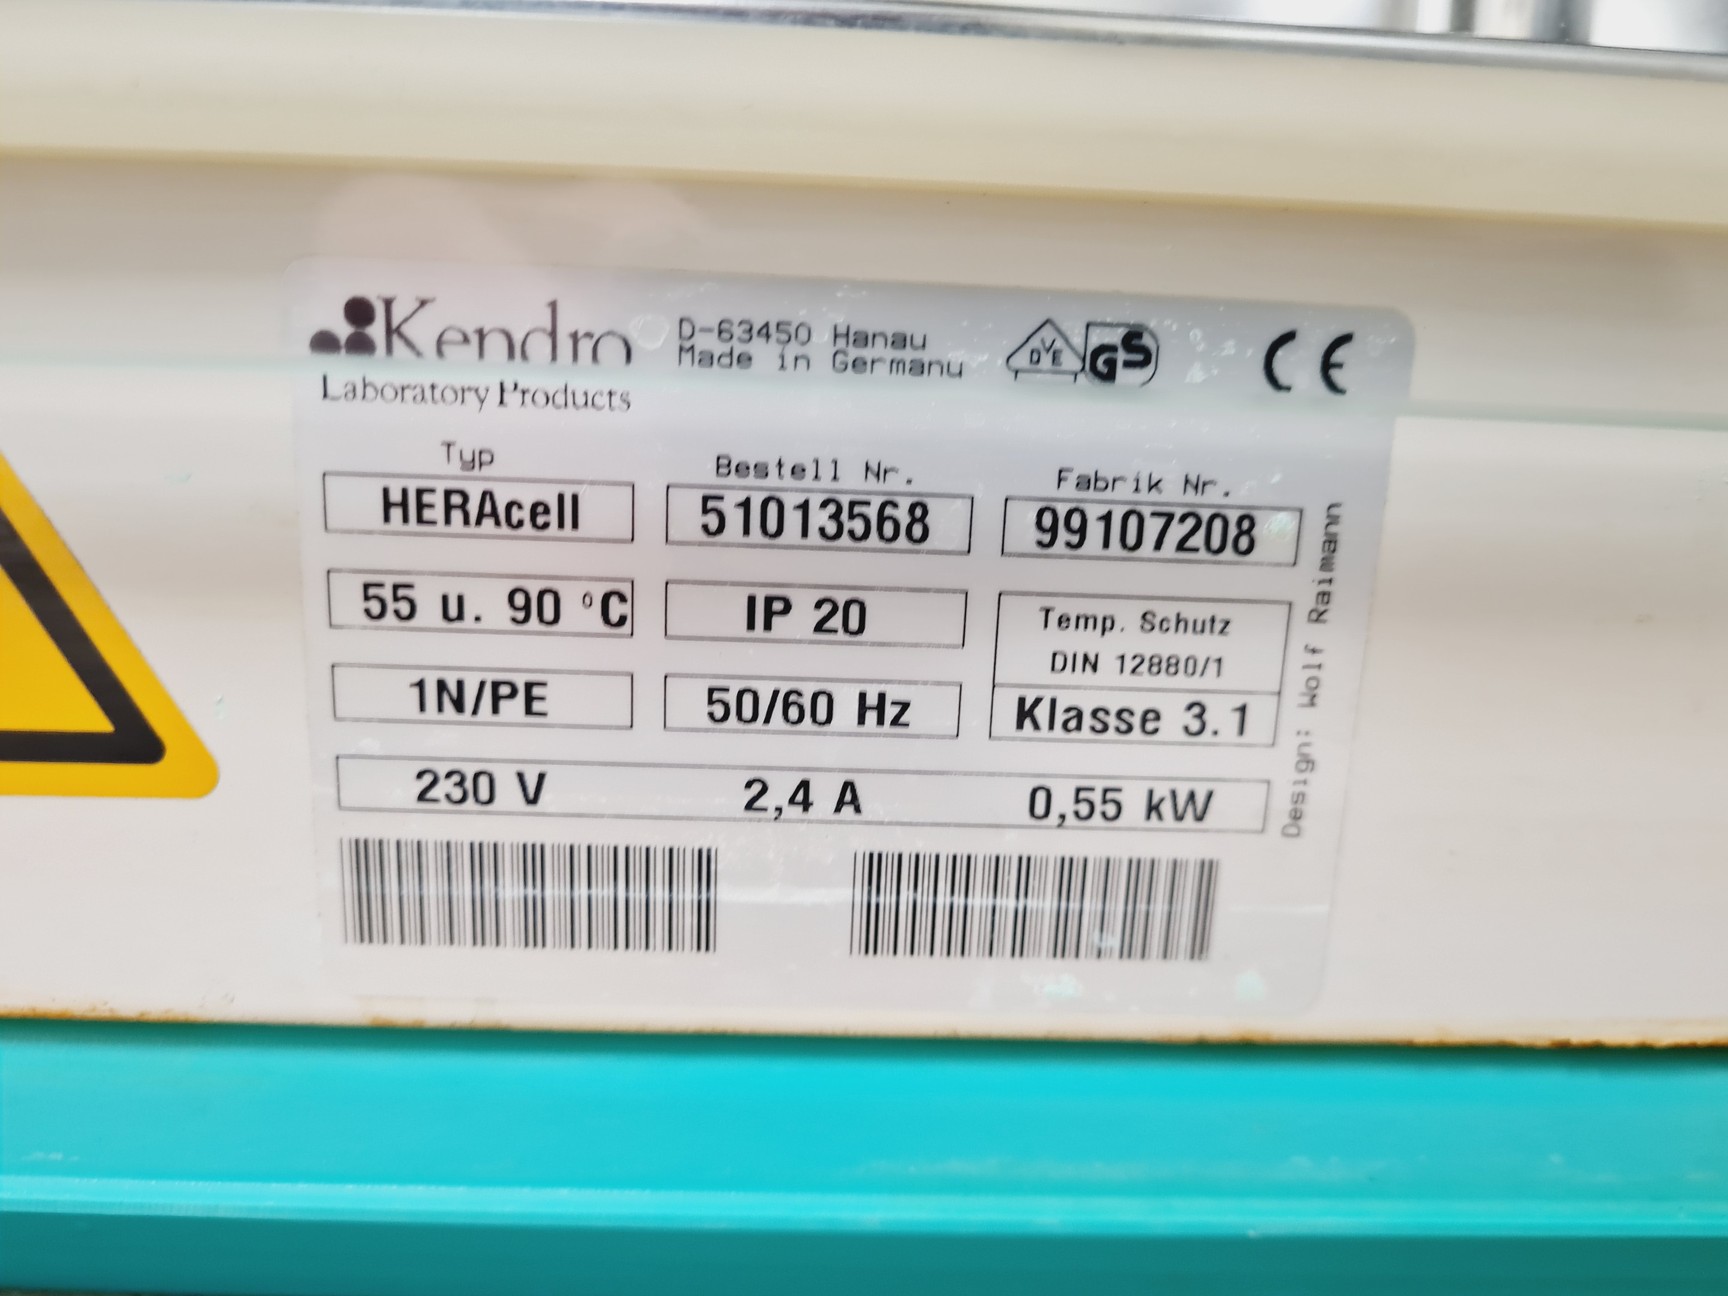 Kendro
Laboratory Products
D-63450 Hanau
Made in Germany
DVE
GS
CE
Typ
Bestell Nr.
Fabrik Nr.
HERAcell
51013568
99107208
55 u. 90 °C
IP 20
Temp. Schutz
DIN 12880/1
1N/PE
50/60 Hz
Klasse 3.1
230 V 2,4 A 0,55 kW
Design: Wolf Raimann